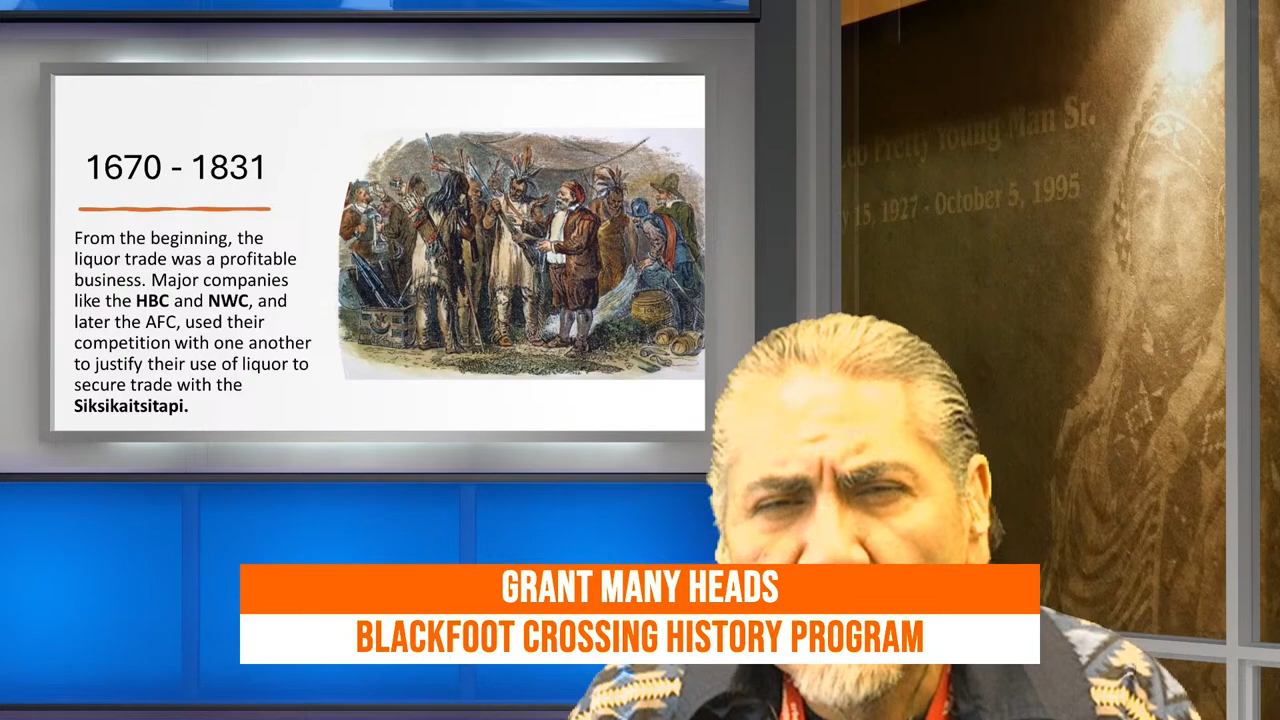 1670 - 1831
From the beginning, the
liquor trade was a profitable
business. Major companies
like the HBC and NWC, and
later the AFC, used their
competition with one another
to justify their use of liquor to
secure trade with the
Siksikaitsitapi.
Pretty Young Man Sr.
15, 1927 - October 5, 1995
GRANT MANY HEADS
BLACKFOOT CROSSING HISTORY PROGRAM